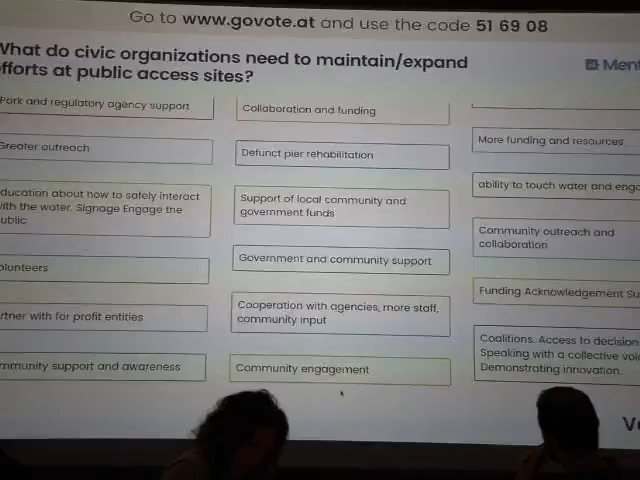 Go to www.govote.at and use the code 51 69 08
What do civic organizations need to maintain/expand
efforts at public access sites?
Park and regulatory agency support
Greater outreach
ducation about how to safely interact
ith the water. Signage Engage the
ublic
olunteers
rtner with for profit entities
mmunity support and awareness
Collaboration and funding
Defunct pier rehabilitation
Support of local community and
government funds
Government and community support
Cooperation with agencies, more staff,
community input
Community engagement
Ment
More funding and resources
ability to touch water and enga
Community outreach and
collaboration
Funding Acknowledgement Su
Coalitions. Access to decision
Speaking with a collective voi
Demonstrating innovation.